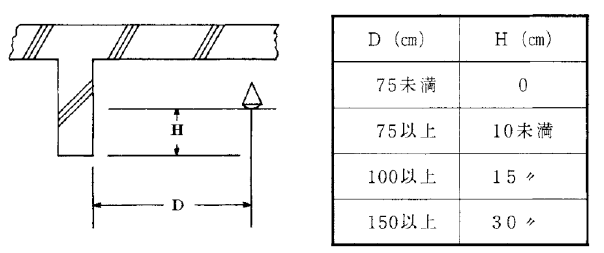 H
D
D (㎝) H (㎝)
75未満 0
75以上 10未満
100以上 15 〃
150以上 30 〃